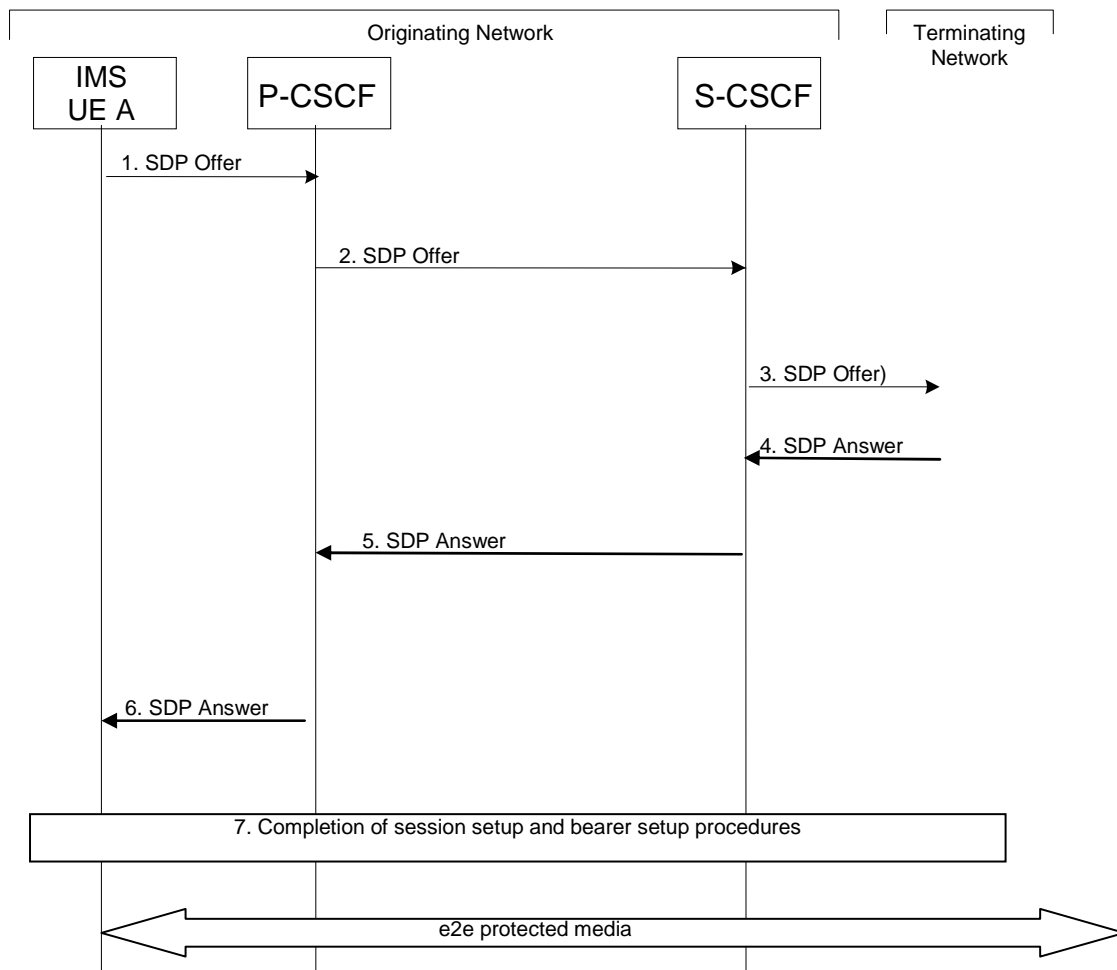 Originating Network
Terminating
Network
IMS
UE A
P-CSCF
S-CSCF
1. SDP Offer
2. SDP Offer
3. SDP Offer)
4. SDP Answer
5. SDP Answer
6. SDP Answer
7. Completion of session setup and bearer setup procedures
e2e protected media